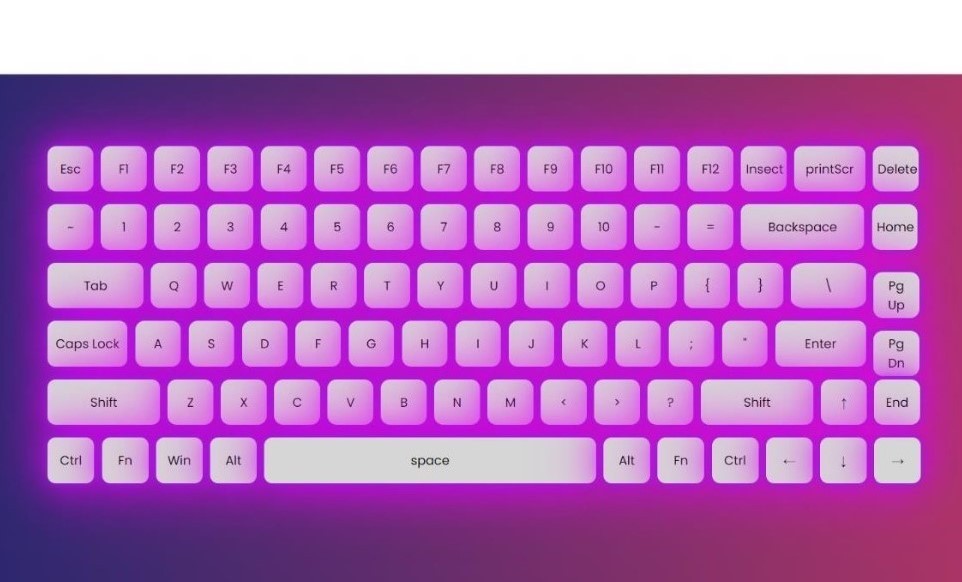 Esc F1 F2 F3 F4 F5 F6 F7 F8 F9 F10 F11 F12 Insect printScr Delete
~ 1 2 3 4 5 6 7 8 9 10 - = Backspace Home
Tab Q W E R T Y U I O P { } \ Pg Up
Caps Lock A S D F G H I J K L ; " Enter Pg Dn
Shift Z X C V B N M < > ? Shift ↑ End
Ctrl Fn Win Alt space Alt Fn Ctrl ← ↓ →